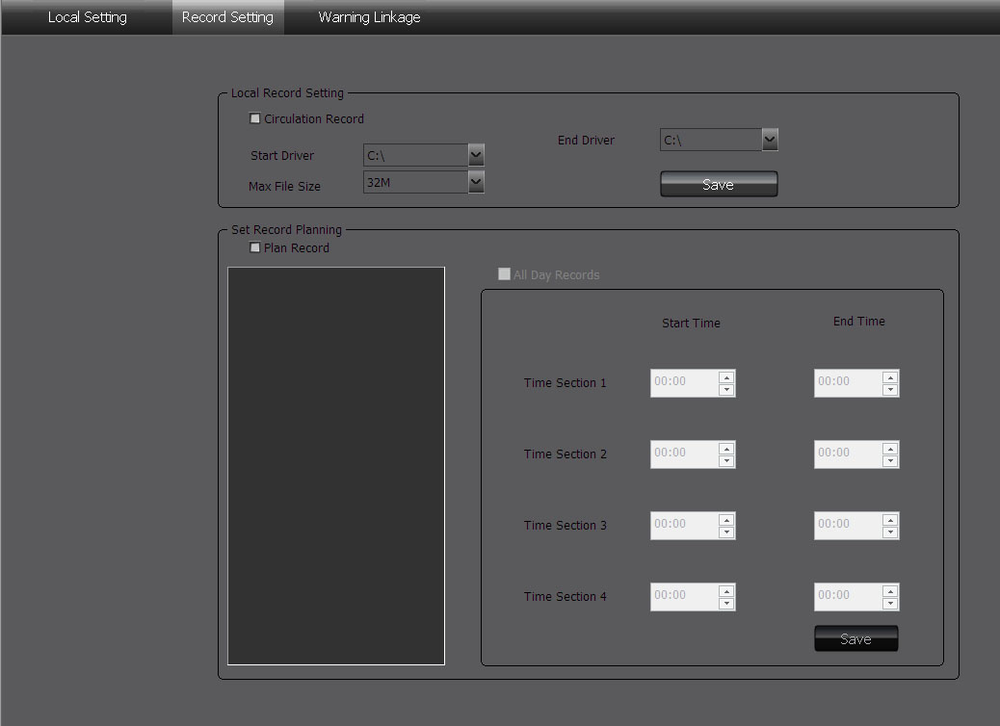 Local Setting Record Setting Warning Linkage
Local Record Setting
Circulation Record
Start Driver C:\ End Driver C:\
Max File Size 32M Save
Set Record Planning
Plan Record
All Day Records
Start Time End Time
Time Section 1 00:00 00:00
Time Section 2 00:00 00:00
Time Section 3 00:00 00:00
Time Section 4 00:00 00:00
Save